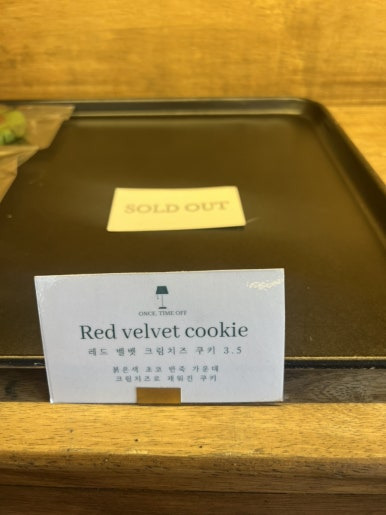 SOLD OUT
ONCE, TIME OFF
Red velvet cookie
레드 벨벳 크림치즈 쿠키 3.5
붉은색 초코 반죽 가운데
크림치즈로 채워진 쿠키